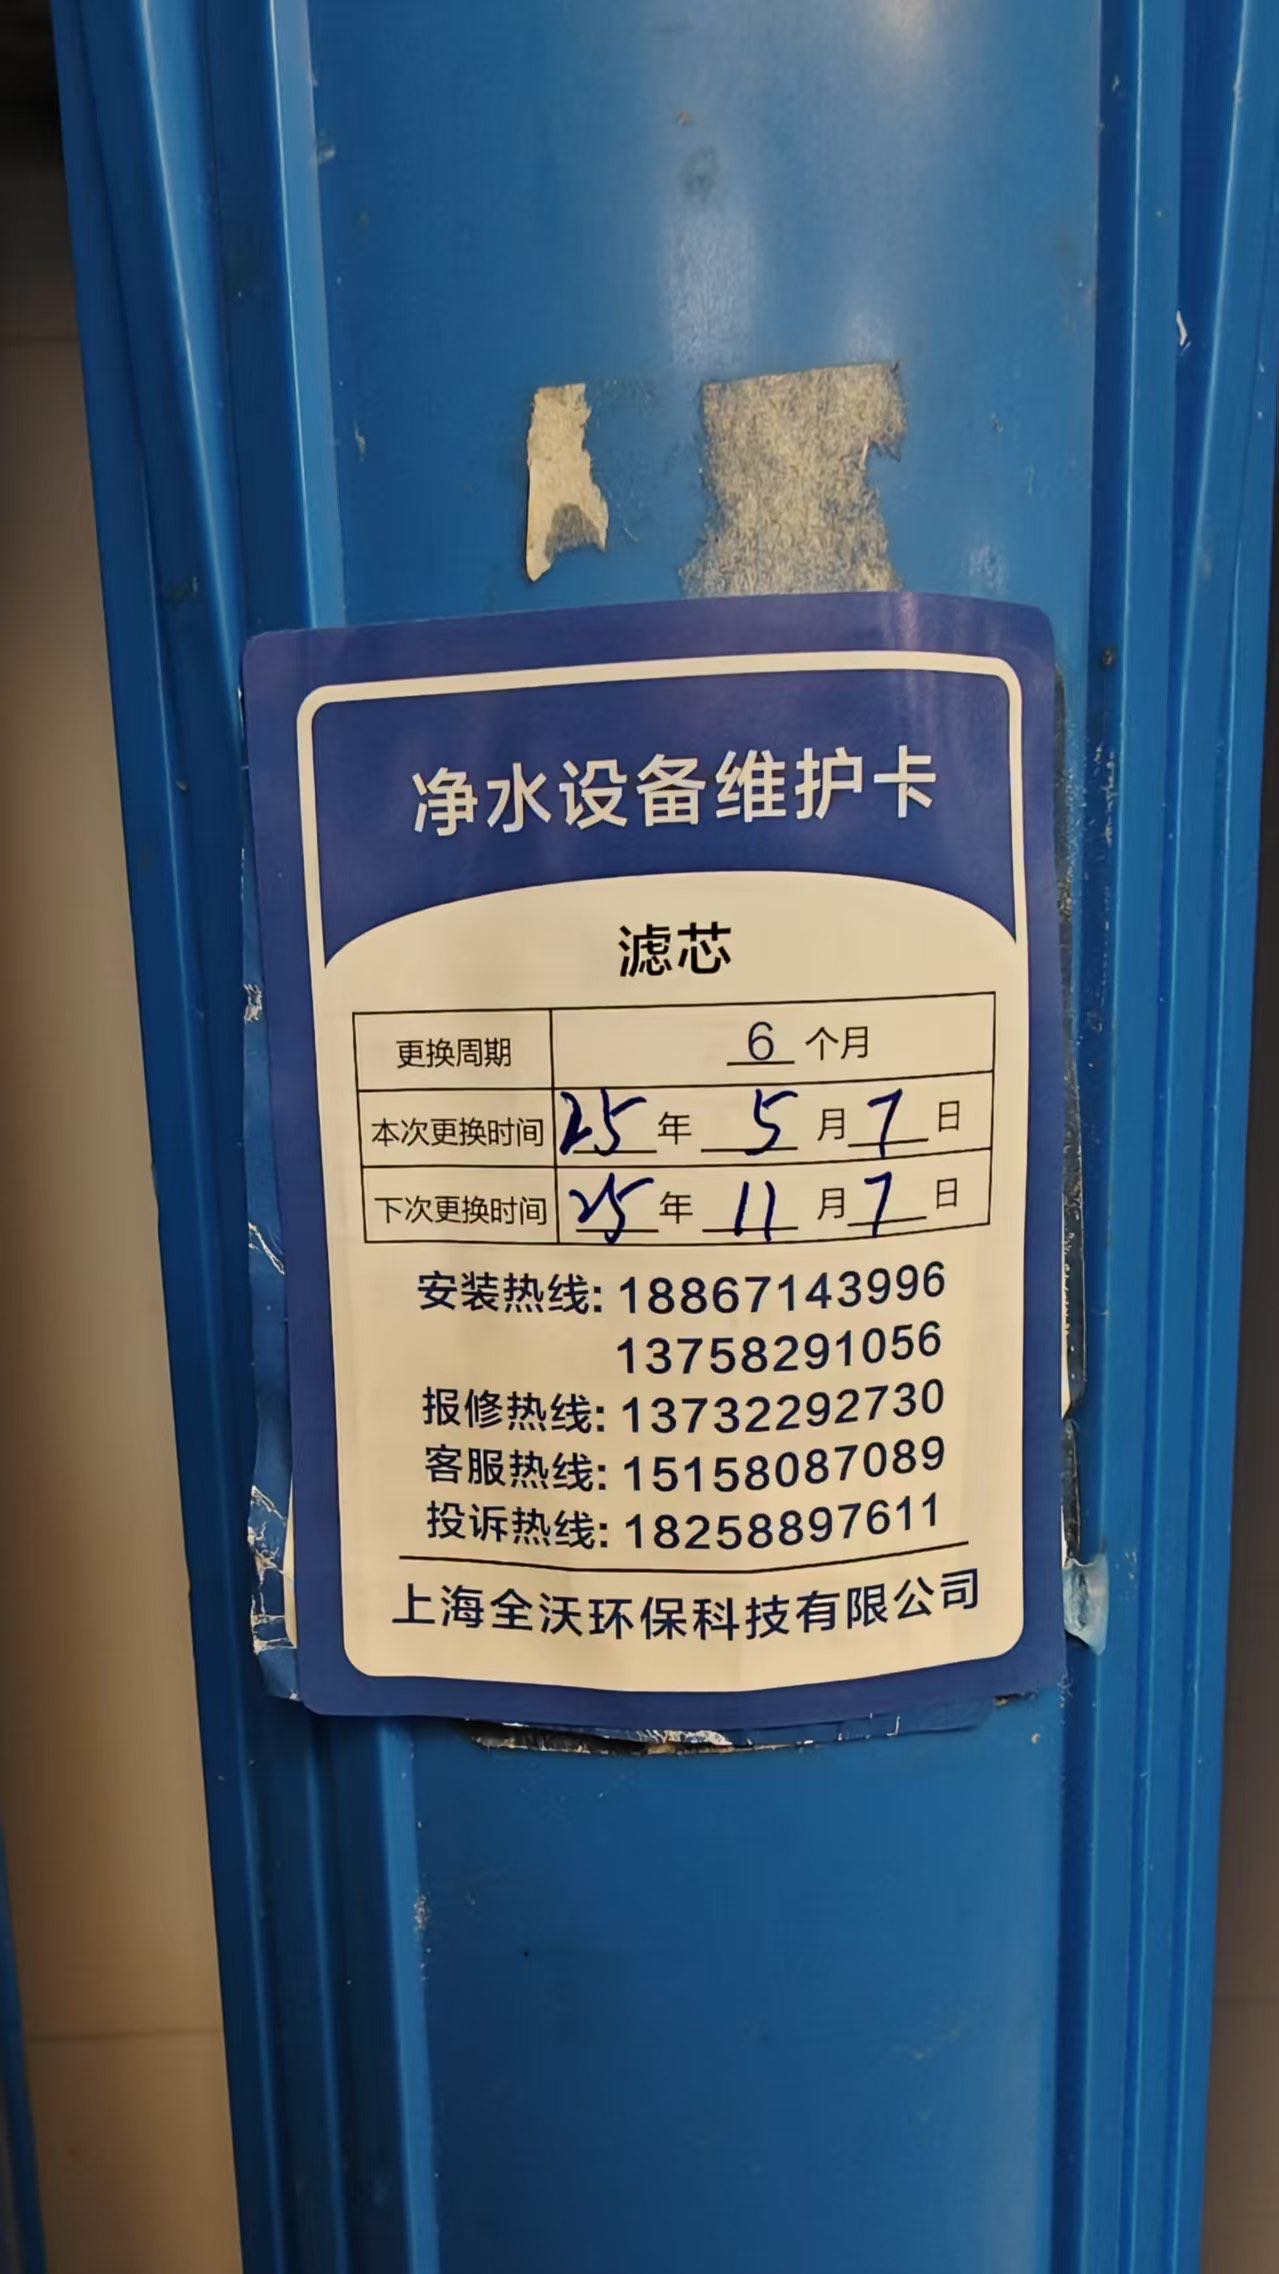 净水设备维护卡
滤芯
更换周期 6 个月
本次更换时间 25 年 5 月 7 日
下次更换时间 25 年 11 月 7 日
安装热线: 18867143996
13758291056
报修热线: 13732292730
客服热线: 15158087089
投诉热线: 18258897611
上海全沃环保科技有限公司